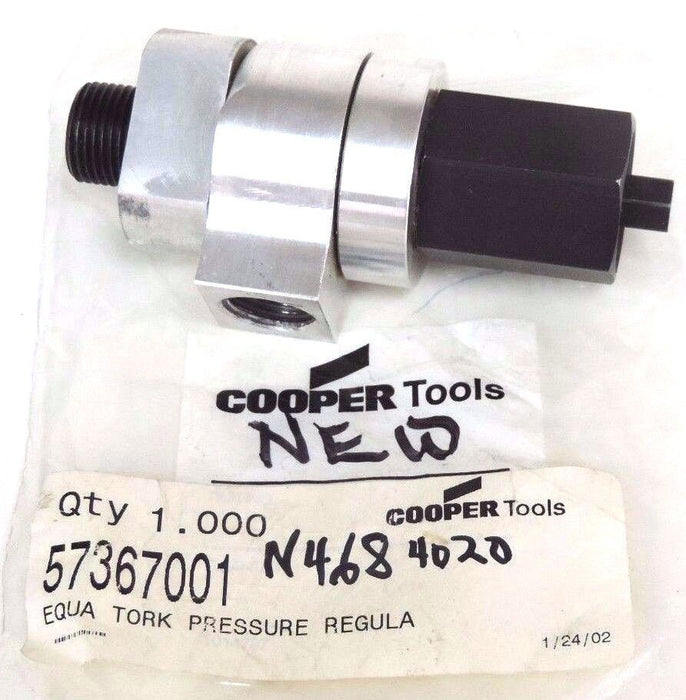 COOPER Tools
NEW
Qty 1.000
COOPER Tools
57367001 N468 4020
EQUA TORK PRESSURE REGULA
1/24/02